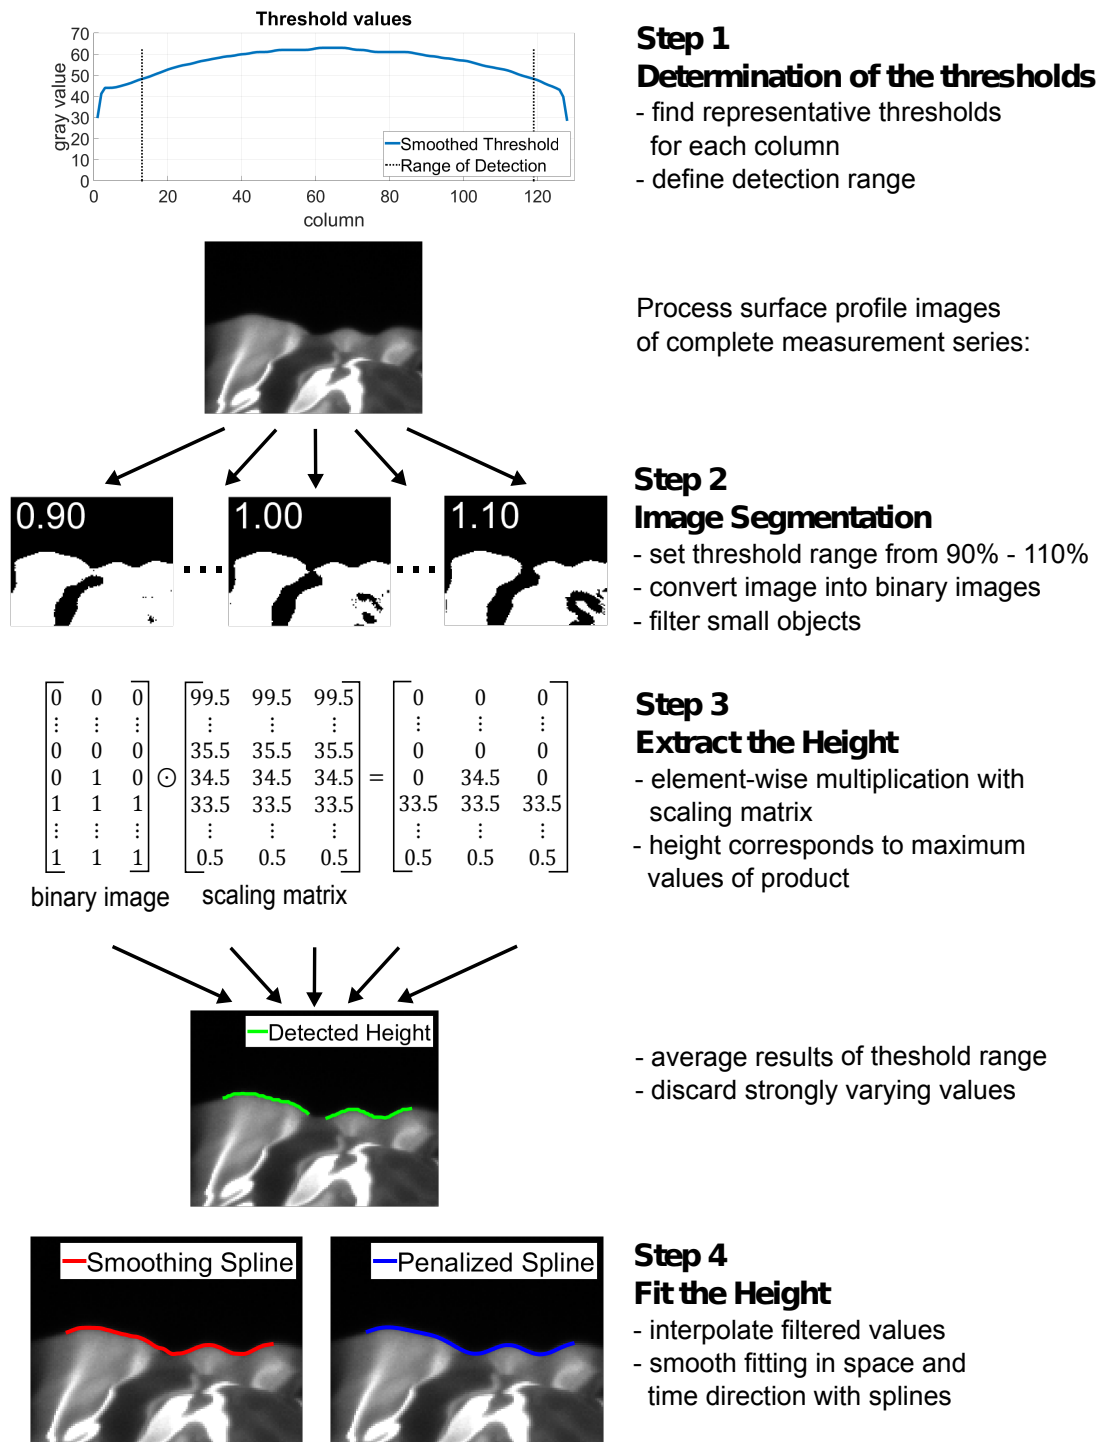 Threshold values
70
60
50
40
30
20
10
0
gray value
0 20 40 60 80 100 120
column
Smoothed Threshold
Range of Detection
Step 1
Determination of the thresholds
- find representative thresholds
for each column
- define detection range
Process surface profile images
of complete measurement series:
0.90
1.00
1.10
Step 2
Image Segmentation
- set threshold range from 90% - 110%
- convert image into binary images
- filter small objects
0 0 0 99.5 99.5 99.5 0 0 0
⋮ ⋮ ⋮ ⋮ ⋮ ⋮ ⋮ ⋮ ⋮
0 0 0 35.5 35.5 35.5 0 0 0
0 1 0 ⊙ 34.5 34.5 34.5 = 0 34.5 0
1 1 1 33.5 33.5 33.5 33.5 33.5 33.5
⋮ ⋮ ⋮ ⋮ ⋮ ⋮ ⋮ ⋮ ⋮
1 1 1 0.5 0.5 0.5 0.5 0.5 0.5
binary image scaling matrix
Step 3
Extract the Height
- element-wise multiplication with
scaling matrix
- height corresponds to maximum
values of product
Detected Height
- average results of theshold range
- discard strongly varying values
Smoothing Spline
Penalized Spline
Step 4
Fit the Height
- interpolate filtered values
- smooth fitting in space and
time direction with splines